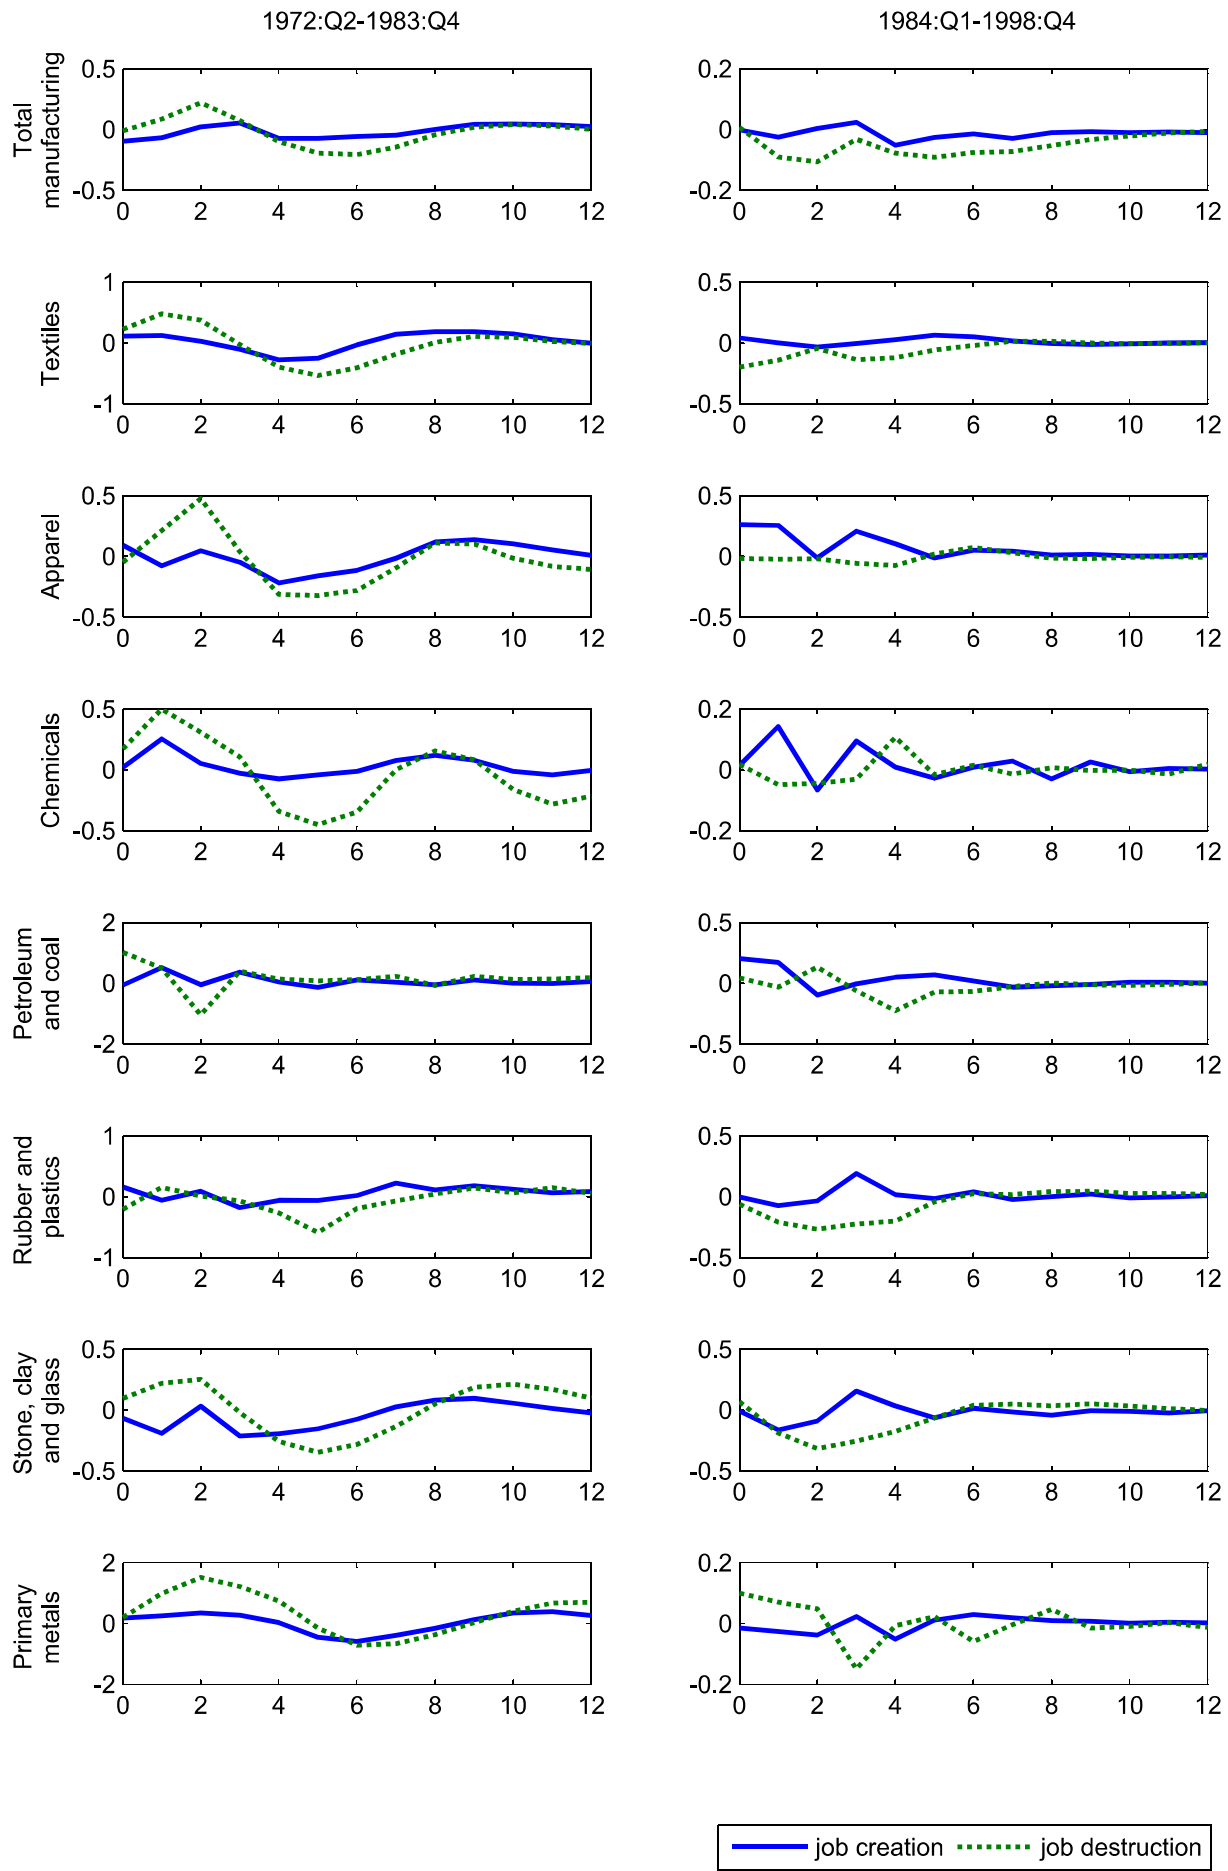 1972:Q2-1983:Q4
1984:Q1-1998:Q4
Total
manufacturing
0.5
0
-0.5
0 2 4 6 8 10 12
0.2
0
-0.2
0 2 4 6 8 10 12
Textiles
1
0
-1
0 2 4 6 8 10 12
0.5
0
-0.5
0 2 4 6 8 10 12
Apparel
0.5
0
-0.5
0 2 4 6 8 10 12
0.5
0
-0.5
0 2 4 6 8 10 12
Chemicals
0.5
0
-0.5
0 2 4 6 8 10 12
0.2
0
-0.2
0 2 4 6 8 10 12
Petroleum
and coal
2
0
-2
0 2 4 6 8 10 12
0.5
0
-0.5
0 2 4 6 8 10 12
Rubber and
plastics
1
0
-1
0 2 4 6 8 10 12
0.5
0
-0.5
0 2 4 6 8 10 12
Stone, clay
and glass
0.5
0
-0.5
0 2 4 6 8 10 12
0.5
0
-0.5
0 2 4 6 8 10 12
Primary
metals
2
0
-2
0 2 4 6 8 10 12
0.2
0
-0.2
0 2 4 6 8 10 12
job creation job destruction